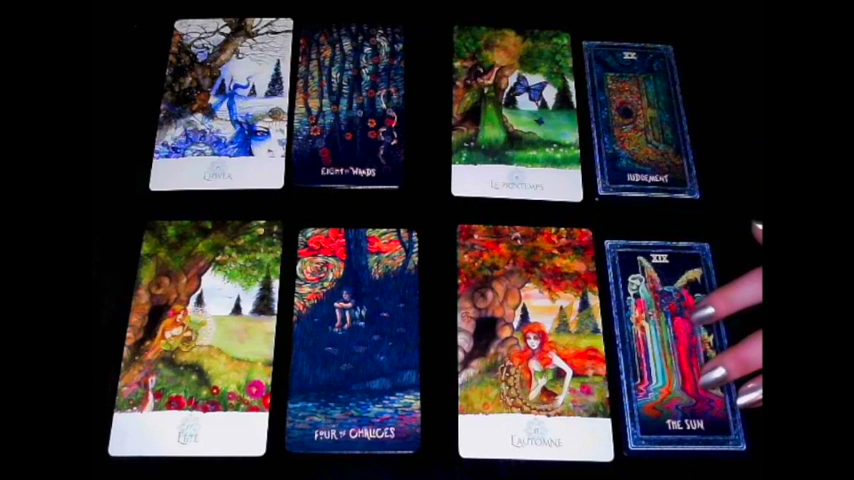 XX
L'HIVER
EIGHT OF WANDS
LE PRINTEMPS
JUDGEMENT
XIX
L'ÉTÉ
FOUR OF CHALICES
L'AUTOMNE
THE SUN